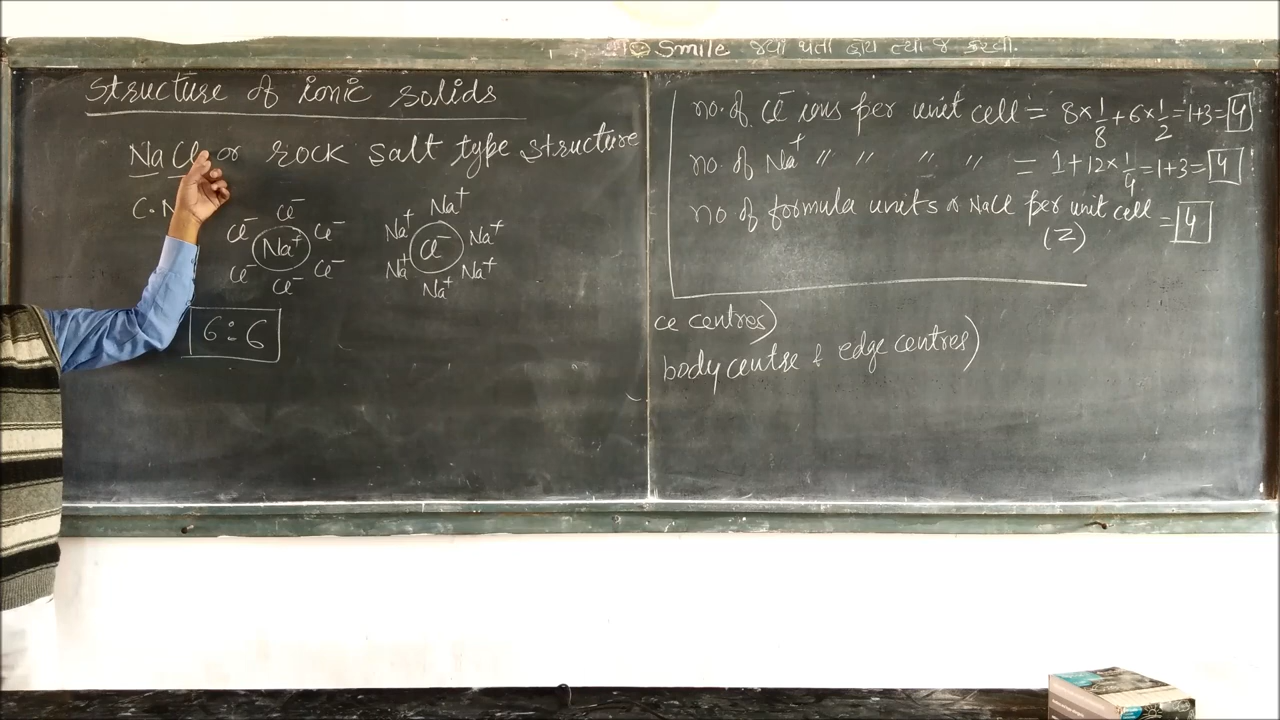 Smile
Structure of ionic solids
NaCl or rock salt type structure
C.N
Cl⁻ Cl⁻ Cl⁻ Na⁺ Cl⁻ Cl⁻ Cl⁻
Na⁺ Na⁺ Na⁺ Cl⁻ Na⁺ Na⁺ Na⁺
6:6
no. of Cl⁻ ions per unit cell = 8×1/8+6×1/2=1+3=4
no. of Na⁺ " " " " = 1+12×1/4=1+3=4
no of formula units of NaCl per unit cell = 4
(Z)
ce centres)
body centre & edge centres)